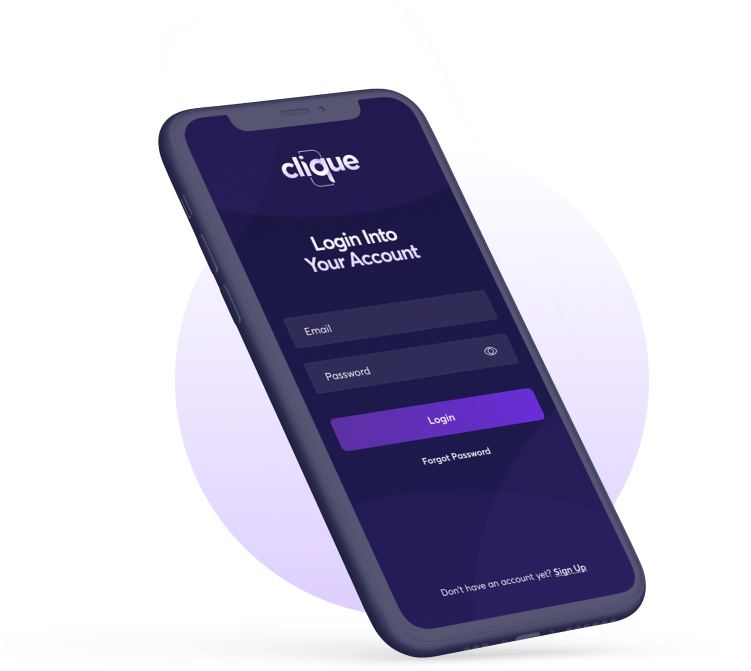 clique
Login Into
Your Account
Email
Password
Login
Forgot Password
Don't have an account yet? Sign Up